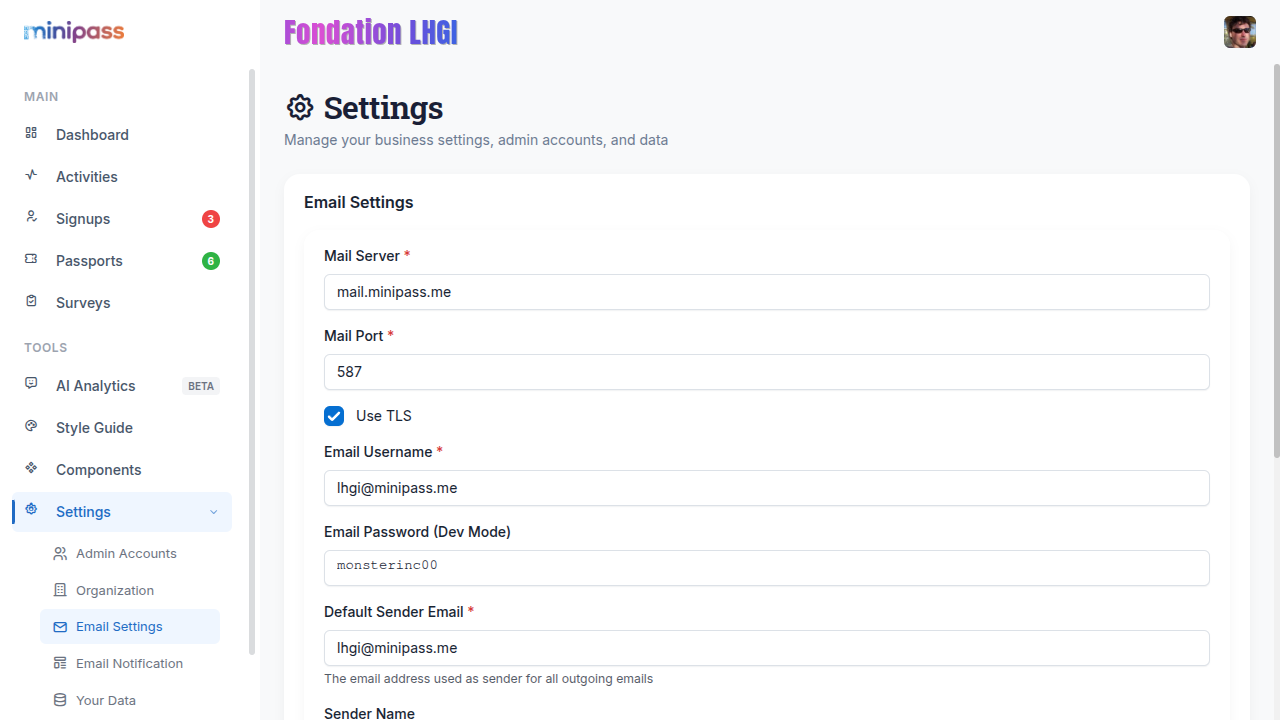 minipass
Fondation LHGI
MAIN
Dashboard
Activities
Signups 3
Passports 6
Surveys
TOOLS
AI Analytics BETA
Style Guide
Components
Settings
Admin Accounts
Organization
Email Settings
Email Notification
Your Data
Settings
Manage your business settings, admin accounts, and data
Email Settings
Mail Server *
mail.minipass.me
Mail Port *
587
Use TLS
Email Username *
lhgi@minipass.me
Email Password (Dev Mode)
monsterinc00
Default Sender Email *
lhgi@minipass.me
The email address used as sender for all outgoing emails
Sender Name